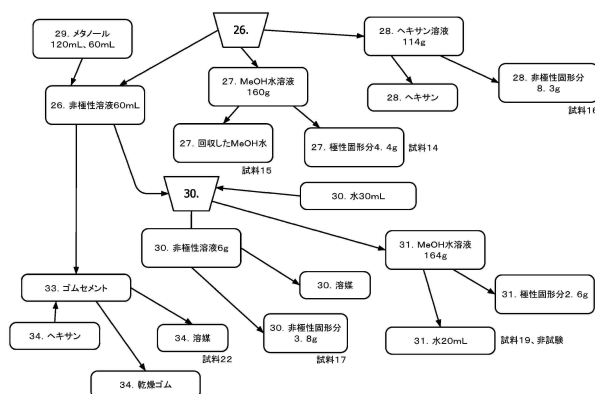 29. メタノール
120mL、60mL
26.
28. ヘキサン溶液
114g
27. MeOH水溶液
160g
28. 非極性固形分
8. 3g
試料16
26. 非極性溶液60mL
28. ヘキサン
27. 回収したMeOH水
試料15
27. 極性固形分4. 4g
試料14
30.
30. 水30mL
30. 非極性溶液6g
31. MeOH水溶液
164g
33. ゴムセメント
30. 溶媒
31. 極性固形分2. 6g
34. ヘキサン
34. 溶媒
試料22
30. 非極性固形分
3. 8g
試料17
31. 水20mL
試料19、非試験
34. 乾燥ゴム